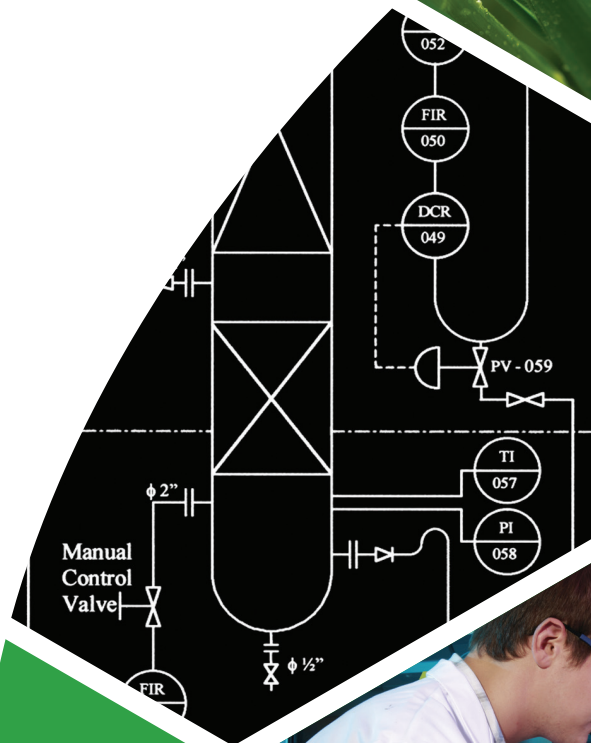 052
FIR
050
DCR
049
PV - 059
TI
057
PI
058
ϕ 2”
Manual
Control
Valve
ϕ ½”
FIR